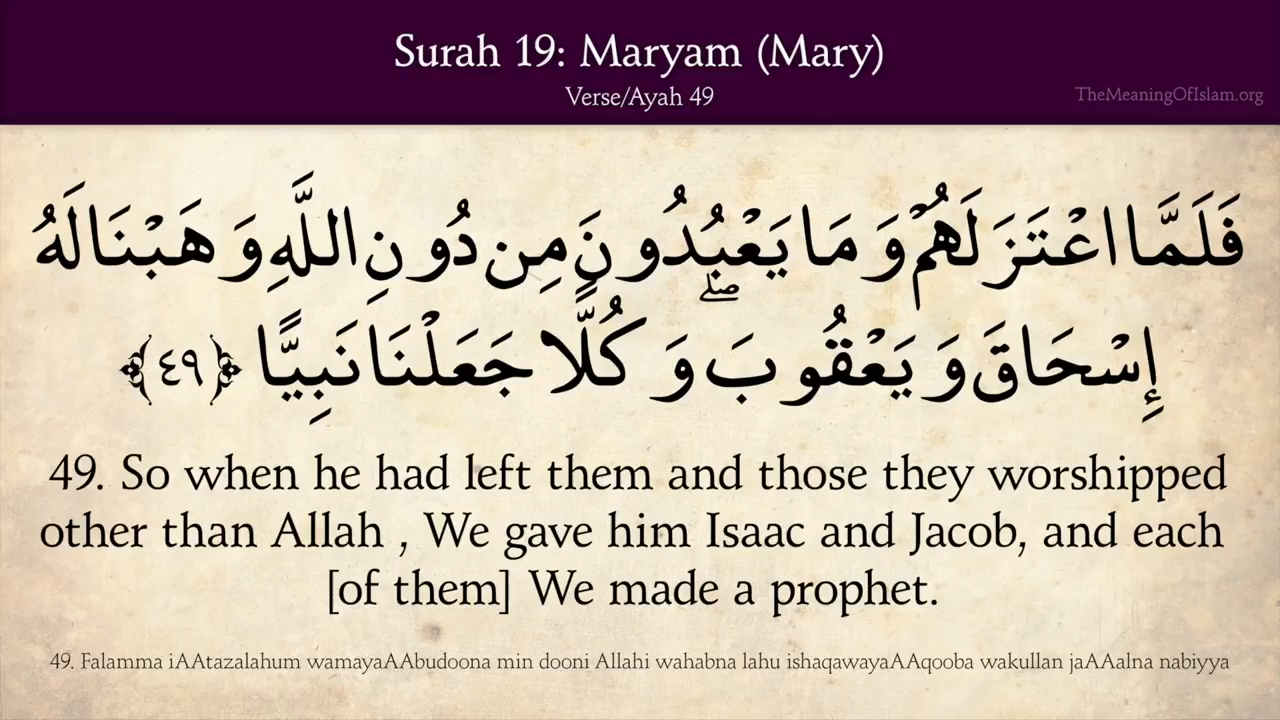 Surah 19: Maryam (Mary)
Verse/Ayah 49
TheMeaningOfIslam.org
فَلَمَّا اعْتَزَلَهُمْ وَمَا يَعْبُدُونَ مِن دُونِ اللَّهِ وَهَبْنَا لَهُ
إِسْحَاقَ وَيَعْقُوبَ ۖ وَكُلًّا جَعَلْنَا نَبِيًّا ﴿٤٩﴾
49. So when he had left them and those they worshipped
other than Allah , We gave him Isaac and Jacob, and each
[of them] We made a prophet.
49. Falamma iAAtazalahum wamayaAAbudoona min dooni Allahi wahabna lahu ishaqawayaAAqooba wakullan jaAAalna nabiyya